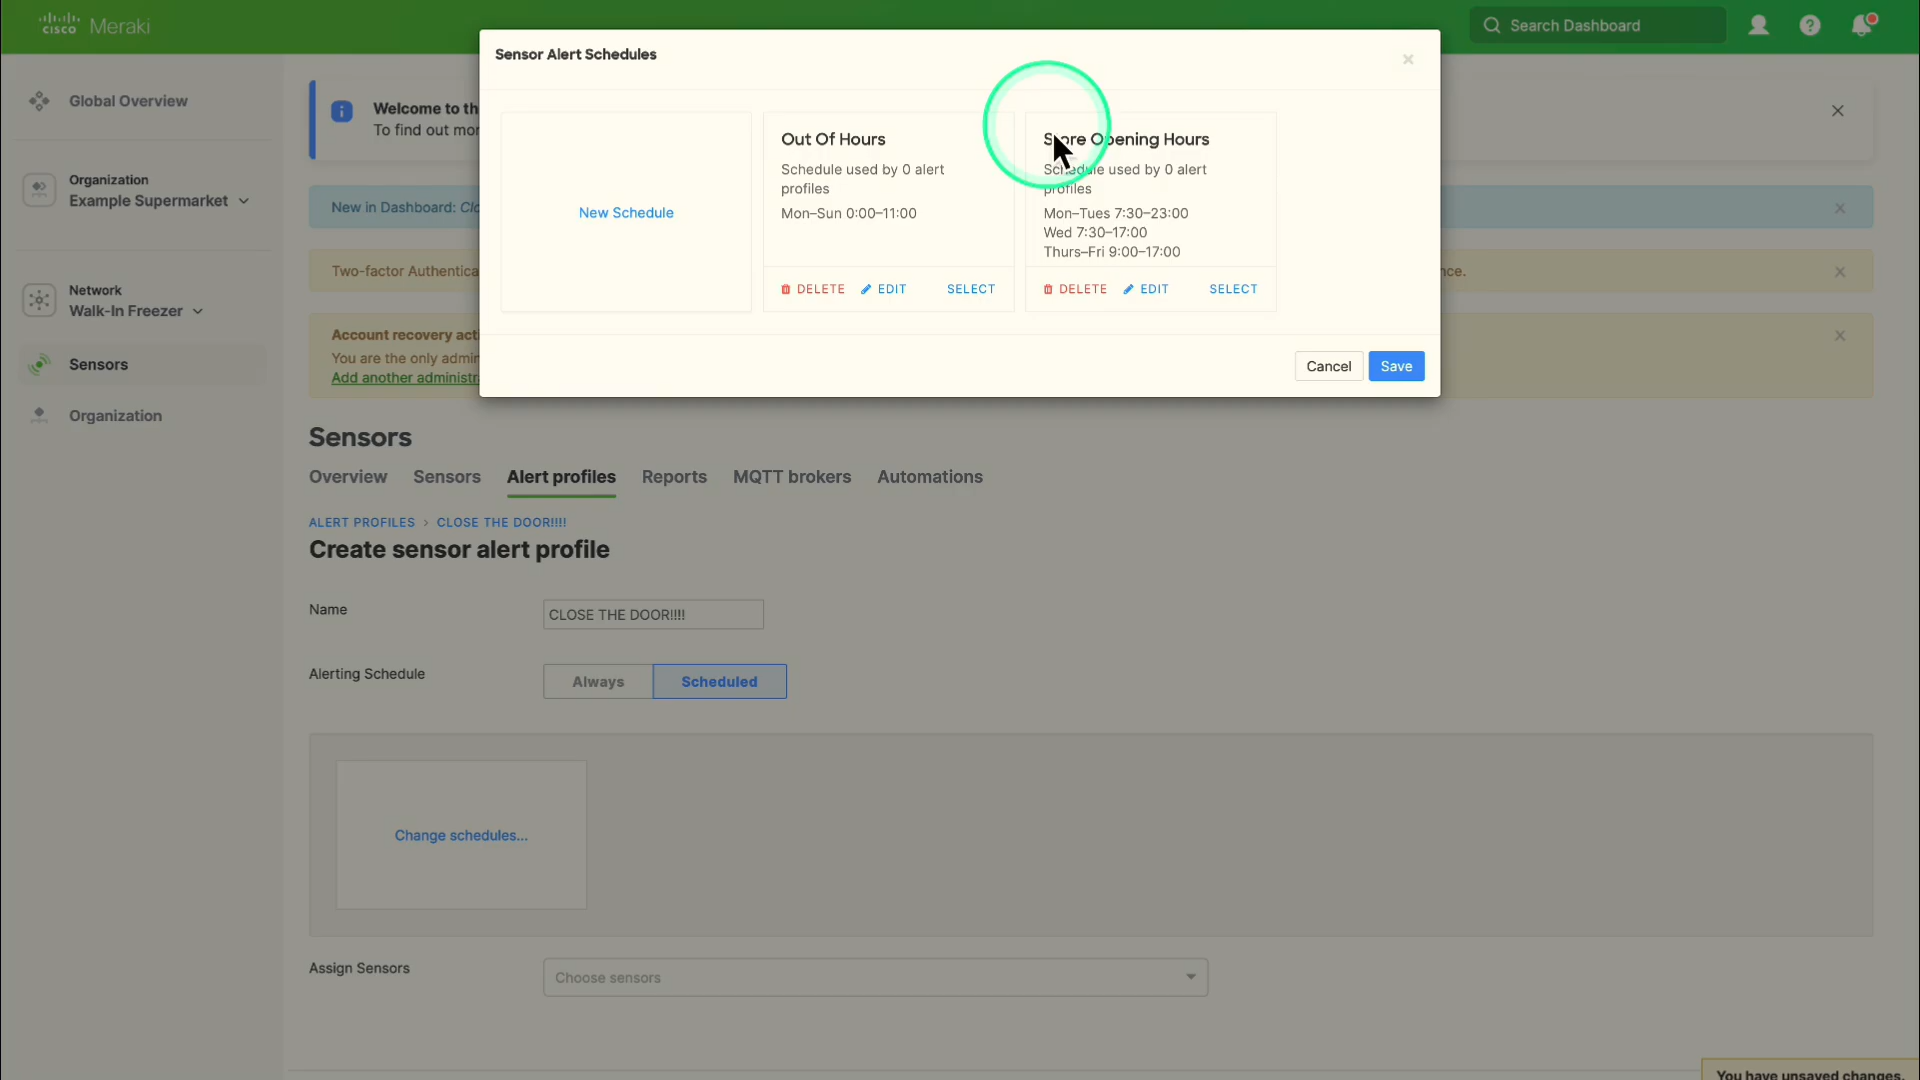 CISCO Meraki
Search Dashboard
Sensor Alert Schedules
New Schedule
Out Of Hours
Schedule used by 0 alert
profiles
Mon–Sun 0:00–11:00
DELETE EDIT SELECT
Store Opening Hours
Schedule used by 0 alert
profiles
Mon–Tues 7:30–23:00
Wed 7:30–17:00
Thurs–Fri 9:00–17:00
DELETE EDIT SELECT
Cancel Save
Global Overview
Organization
Example Supermarket
Network
Walk-In Freezer
Sensors
Organization
Welcome to th
To find out mor
New in Dashboard:
Two-factor Authentica
nce.
Account recovery act
You are the only admin
Add another administra
Sensors
Overview Sensors Alert profiles Reports MQTT brokers Automations
ALERT PROFILES > CLOSE THE DOOR!!!!
Create sensor alert profile
Name
CLOSE THE DOOR!!!!
Alerting Schedule
Always Scheduled
Change schedules...
Assign Sensors
Choose sensors
You have unsaved changes.